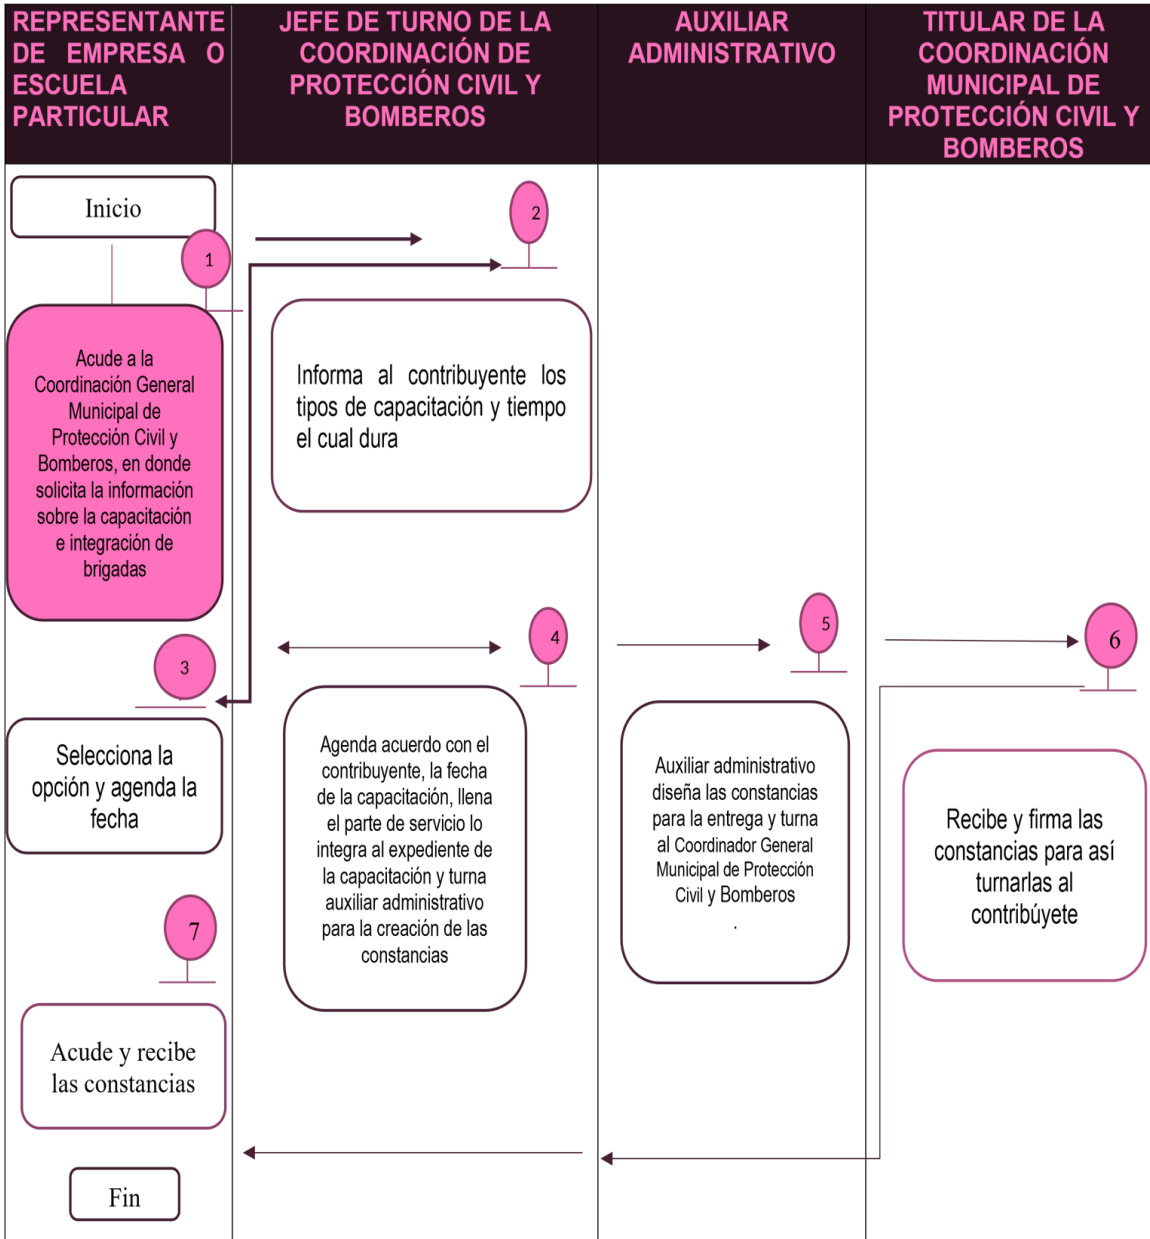 REPRESENTANTE
DE EMPRESA O
ESCUELA
PARTICULAR
JEFE DE TURNO DE LA
COORDINACIÓN DE
PROTECCIÓN CIVIL Y
BOMBEROS
AUXILIAR
ADMINISTRATIVO
TITULAR DE LA
COORDINACIÓN
MUNICIPAL DE
PROTECCIÓN CIVIL Y
BOMBEROS
Inicio
1
Acude a la
Coordinación General
Municipal de
Protección Civil y
Bomberos, en donde
solicita la información
sobre la capacitación
e integración de
brigadas
2
Informa al contribuyente los
tipos de capacitación y tiempo
el cual dura
3
Selecciona la
opción y agenda la
fecha
4
Agenda acuerdo con el
contribuyente, la fecha
de la capacitación, llena
el parte de servicio lo
integra al expediente de
la capacitación y turna
auxiliar administrativo
para la creación de las
constancias
5
Auxiliar administrativo
diseña las constancias
para la entrega y turna
al Coordinador General
Municipal de Protección
Civil y Bomberos
.
6
Recibe y firma las
constancias para así
turnarlas al
contribúyete
7
Acude y recibe
las constancias
Fin